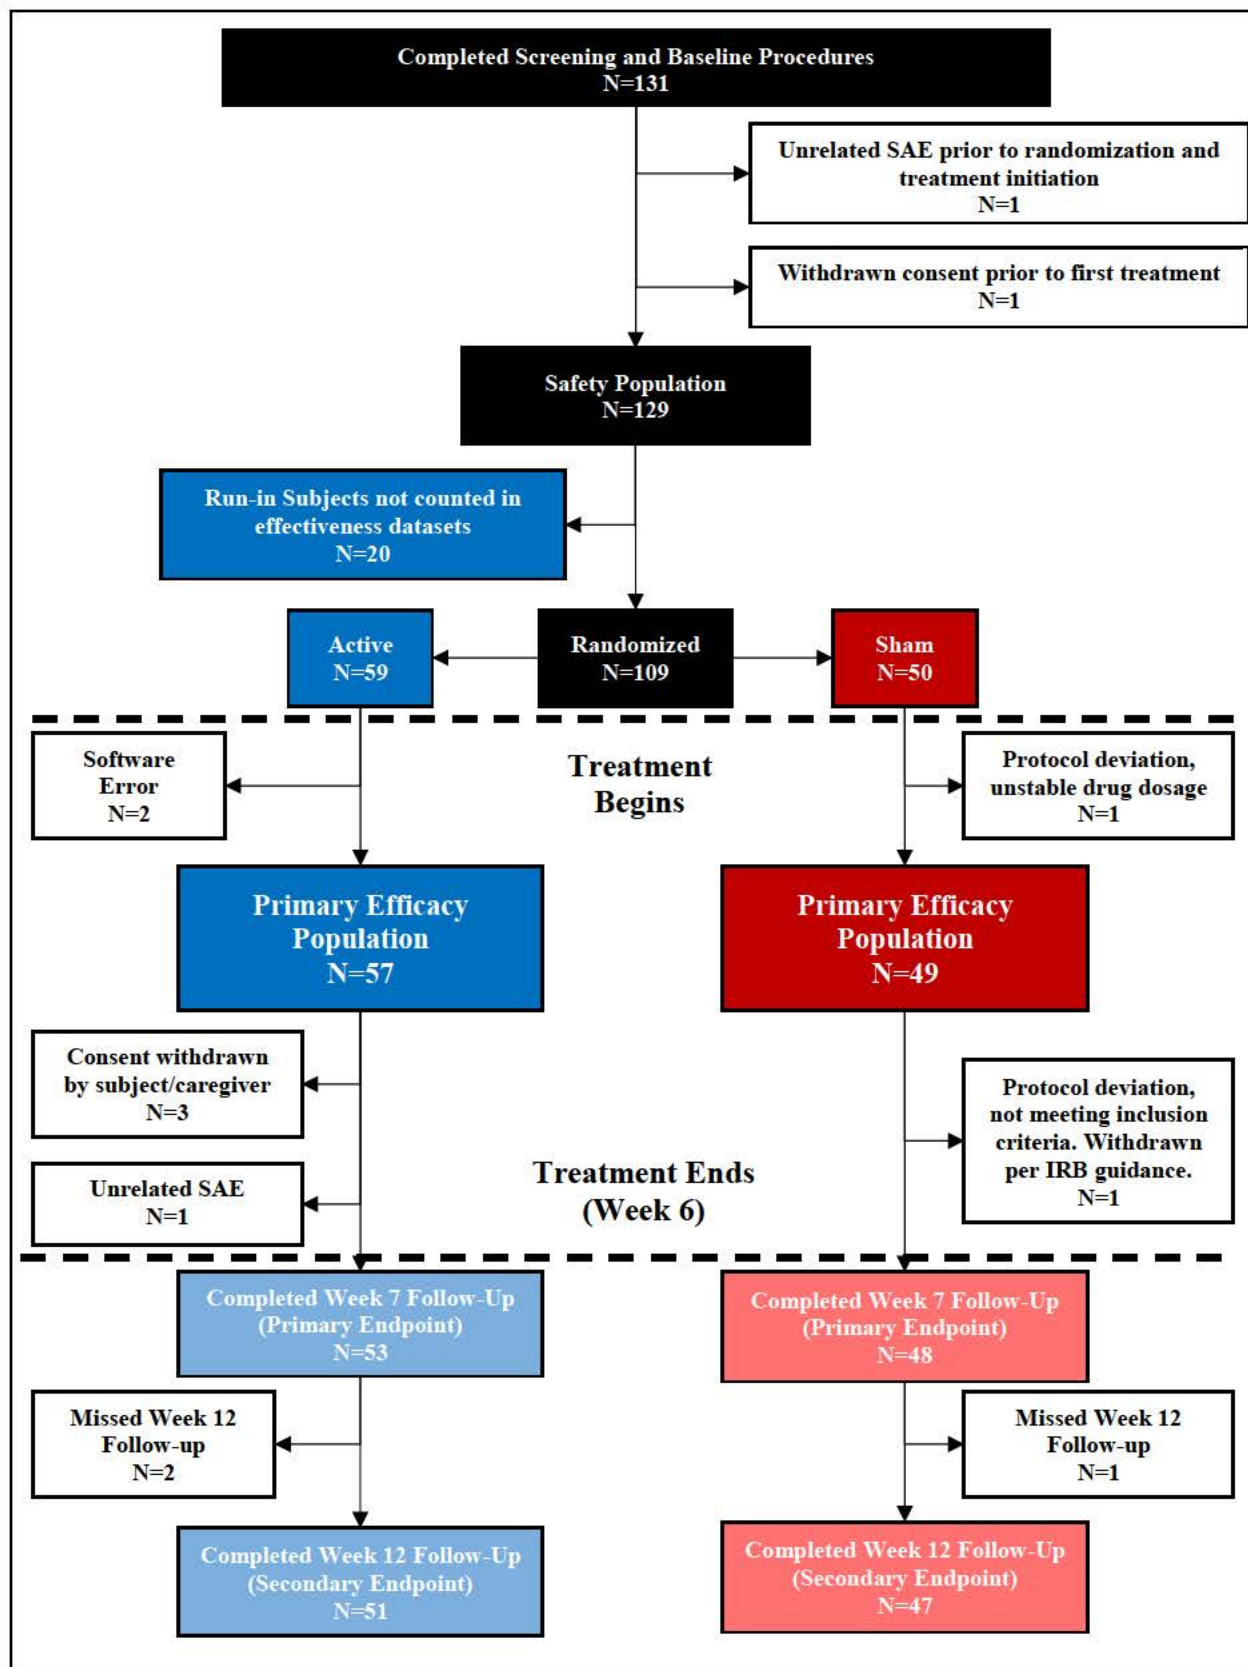 Completed Screening and Baseline Procedures
N=131
Unrelated SAE prior to randomization and
treatment initiation
N=1
Withdrawn consent prior to first treatment
N=1
Safety Population
N=129
Run-in Subjects not counted in
effectiveness datasets
N=20
Active
N=59
Randomized
N=109
Sham
N=50
Software
Error
N=2
Treatment
Begins
Protocol deviation,
unstable drug dosage
N=1
Primary Efficacy
Population
N=57
Primary Efficacy
Population
N=49
Consent withdrawn
by subject/caregiver
N=3
Unrelated SAE
N=1
Treatment Ends
(Week 6)
Protocol deviation,
not meeting inclusion
criteria. Withdrawn
per IRB guidance.
N=1
Completed Week 7 Follow-Up
(Primary Endpoint)
N=53
Completed Week 7 Follow-Up
(Primary Endpoint)
N=48
Missed Week 12
Follow-up
N=2
Missed Week 12
Follow-up
N=1
Completed Week 12 Follow-Up
(Secondary Endpoint)
N=51
Completed Week 12 Follow-Up
(Secondary Endpoint)
N=47